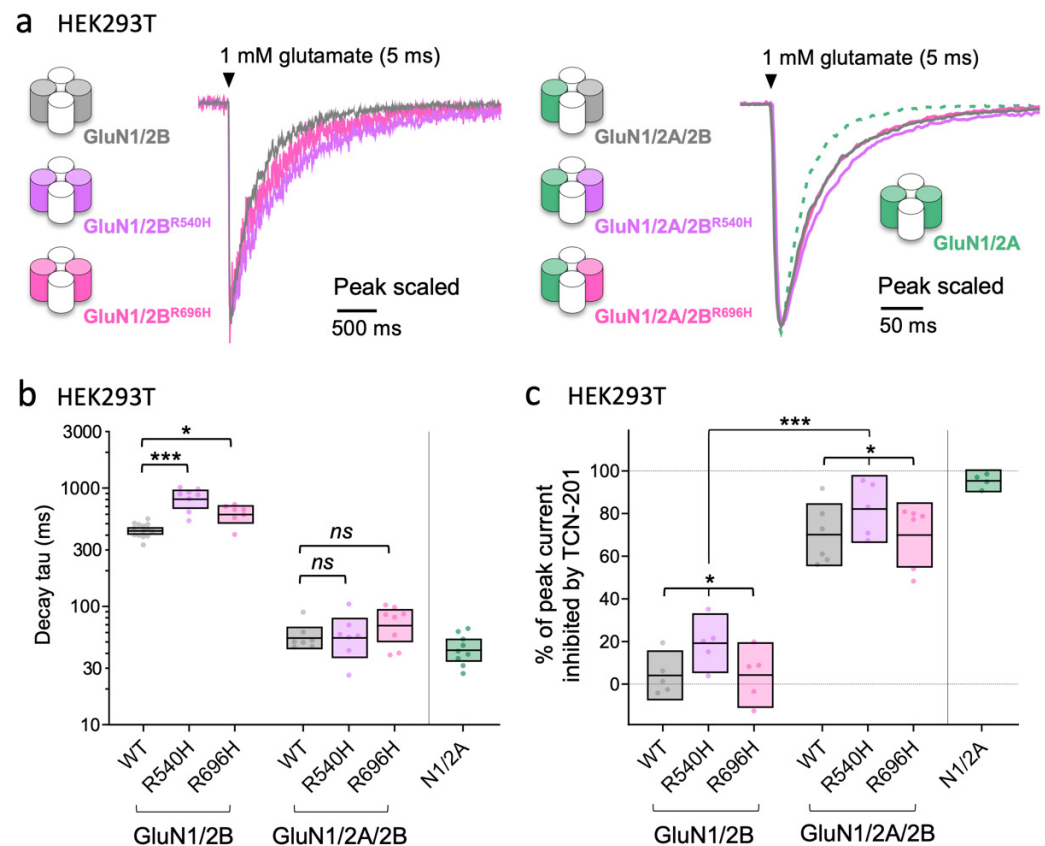 a HEK293T
1 mM glutamate (5 ms)
GluN1/2B
GluN1/2B^R540H
GluN1/2B^R696H
Peak scaled
500 ms
1 mM glutamate (5 ms)
GluN1/2A/2B
GluN1/2A/2B^R540H
GluN1/2A/2B^R696H
GluN1/2A
Peak scaled
50 ms
b HEK293T
Decay tau (ms)
3000
1000
300
100
30
10
*
***
ns
ns
WT
R540H
R696H
WT
R540H
R696H
N1/2A
GluN1/2B
GluN1/2A/2B
c HEK293T
% of peak current
inhibited by TCN-201
100
80
60
40
20
0
***
*
*
WT
R540H
R696H
WT
R540H
R696H
N1/2A
GluN1/2B
GluN1/2A/2B